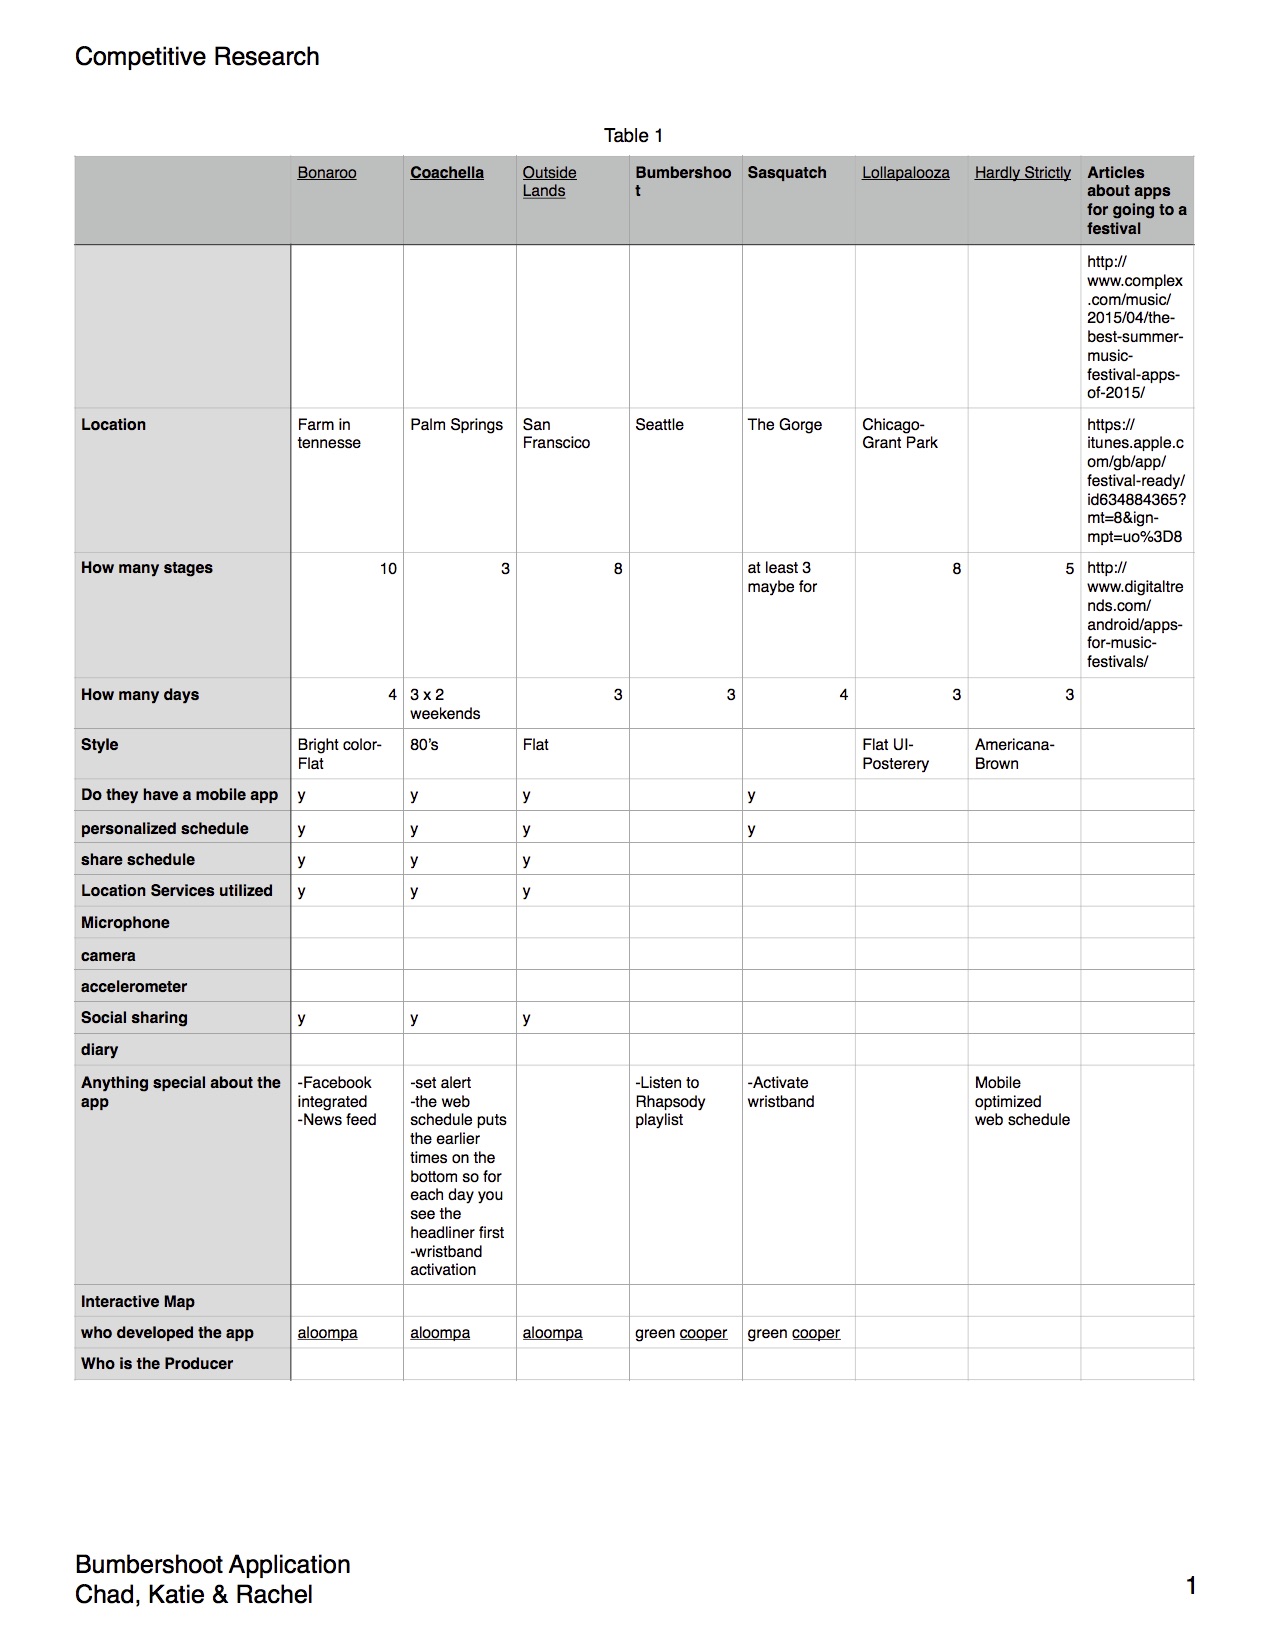 Competitive Research
Table 1
Bonaroo
Coachella
Outside
Lands
Bumbershoo
t
Sasquatch
Lollapalooza
Hardly Strictly
Articles
about apps
for going to a
festival
http://
www.complex
.com/music/
2015/04/the-
best-summer-
music-
festival-apps-
of-2015/
Location
Farm in
tennesse
Palm Springs
San
Franscico
Seattle
The Gorge
Chicago-
Grant Park
https://
itunes.apple.c
om/gb/app/
festival-ready/
id634884365?
mt=8&ign-
mpt=uo%3D8
How many stages
10
3
8
at least 3
maybe for
8
5
http://
www.digitaltre
nds.com/
android/apps-
for-music-
festivals/
How many days
4
3 x 2
weekends
3
3
4
3
3
Style
Bright color-
Flat
80’s
Flat
Flat UI-
Posterery
Americana-
Brown
Do they have a mobile app
y
y
y
y
personalized schedule
y
y
y
y
share schedule
y
y
y
Location Services utilized
y
y
y
Microphone
camera
accelerometer
Social sharing
y
y
y
diary
Anything special about the
app
-Facebook
integrated
-News feed
-set alert
-the web
schedule puts
the earlier
times on the
bottom so for
each day you
see the
headliner first
-wristband
activation
-Listen to
Rhapsody
playlist
-Activate
wristband
Mobile
optimized
web schedule
Interactive Map
who developed the app
aloompa
aloompa
aloompa
green cooper
green cooper
Who is the Producer
Bumbershoot Application
Chad, Katie & Rachel
1